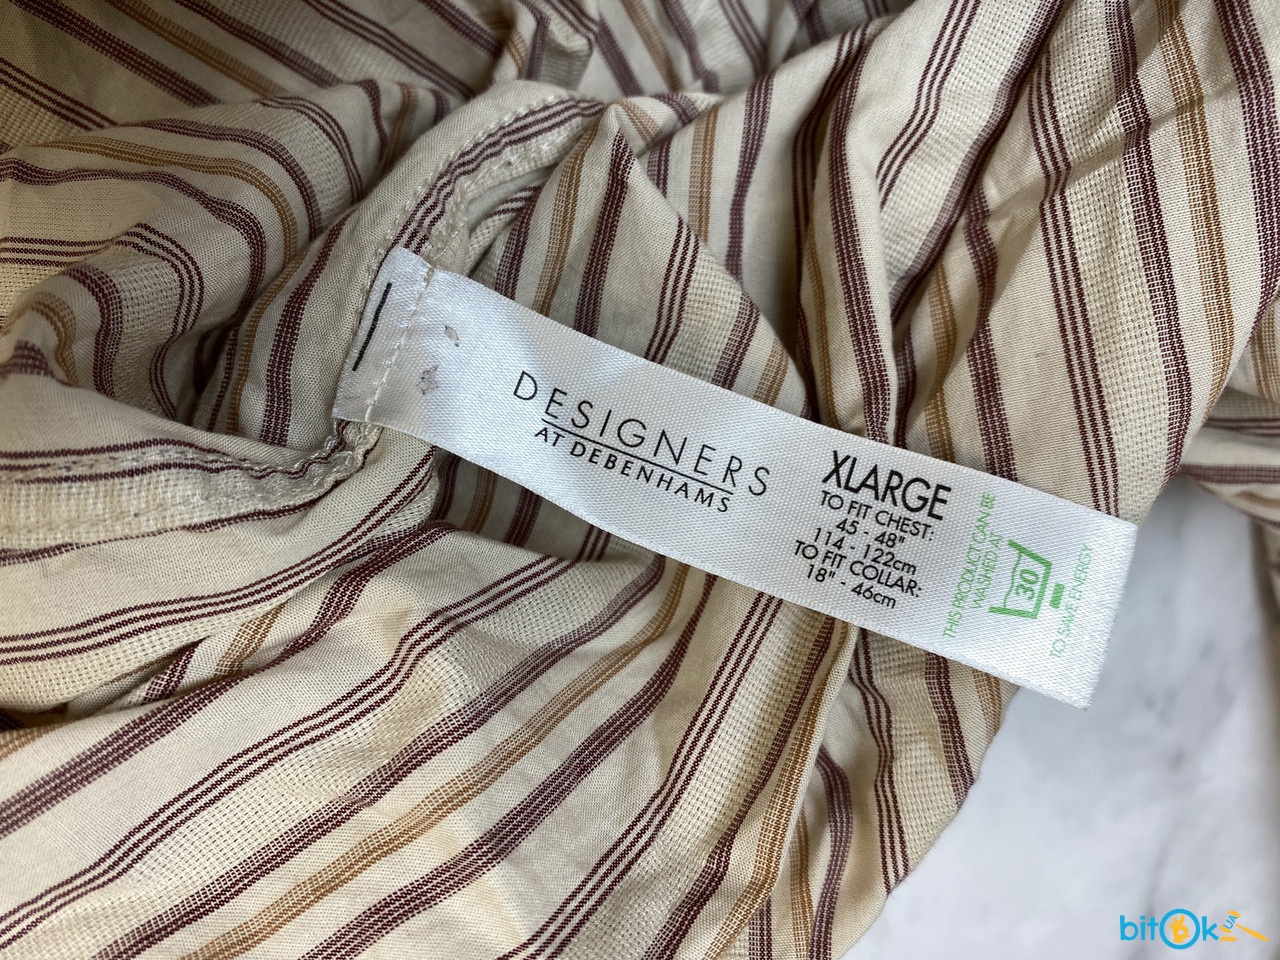 DESIGNERS
AT DEBENHAMS
XLARGE
TO FIT CHEST:
45 - 48"
114 - 122cm
TO FIT COLLAR:
18" - 46cm
THIS PRODUCT CAN BE
WASHED AT
30
TO SAVE ENERGY
bitOk
UA